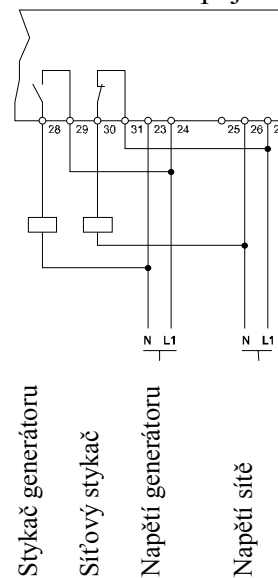 28 29 30 31 23 24 25 26
N L1 N L1
Stykač generátoru
Síťový stykač
Napětí generátoru
Napětí sítě